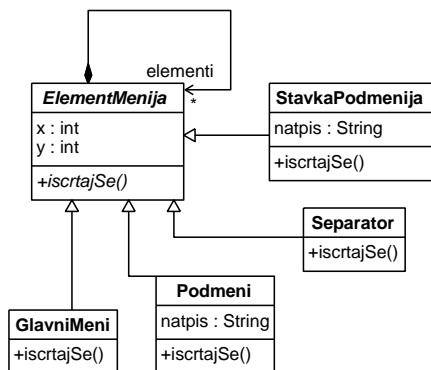 elementi
*
ElementMenija
x : int
y : int
+iscrtajSe()
StavkaPodmenija
natpis : String
+iscrtajSe()
Separator
+iscrtajSe()
Podmeni
natpis : String
+iscrtajSe()
GlavniMeni
+iscrtajSe()